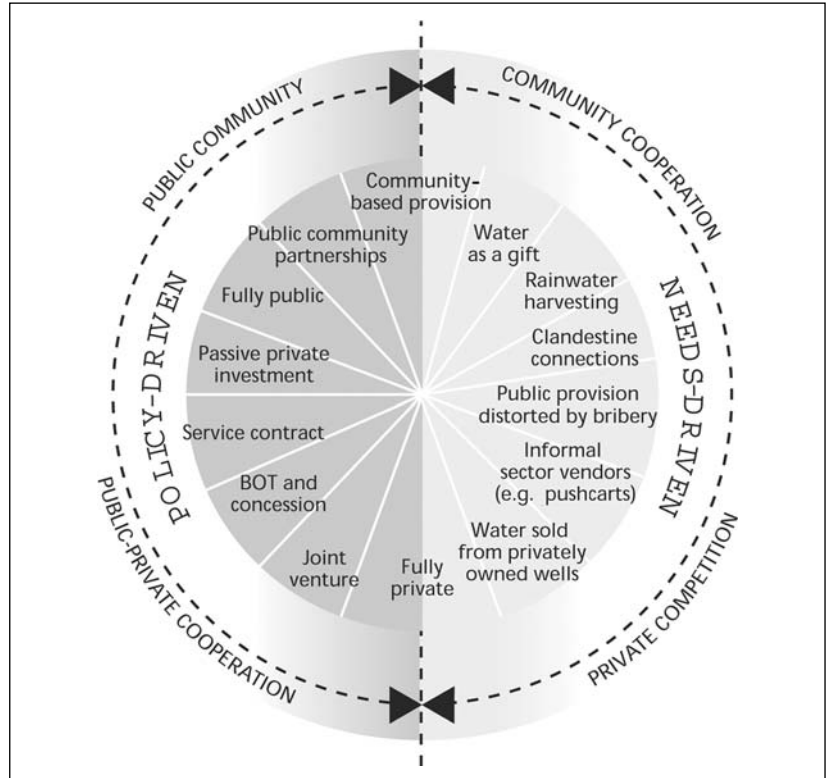 PUBLIC COMMUNITY
COMMUNITY COOPERATION
POLICY-DRIVEN
NEEDS-DRIVEN
PUBLIC-PRIVATE COOPERATION
PRIVATE COMPETITION
Community-
based provision
Public community
partnerships
Fully public
Passive private
investment
Service contract
BOT and
concession
Joint
venture
Fully
private
Water
as a gift
Rainwater
harvesting
Clandestine
connections
Public provision
distorted by bribery
Informal
sector vendors
(e.g. pushcarts)
Water sold
from privately
owned wells